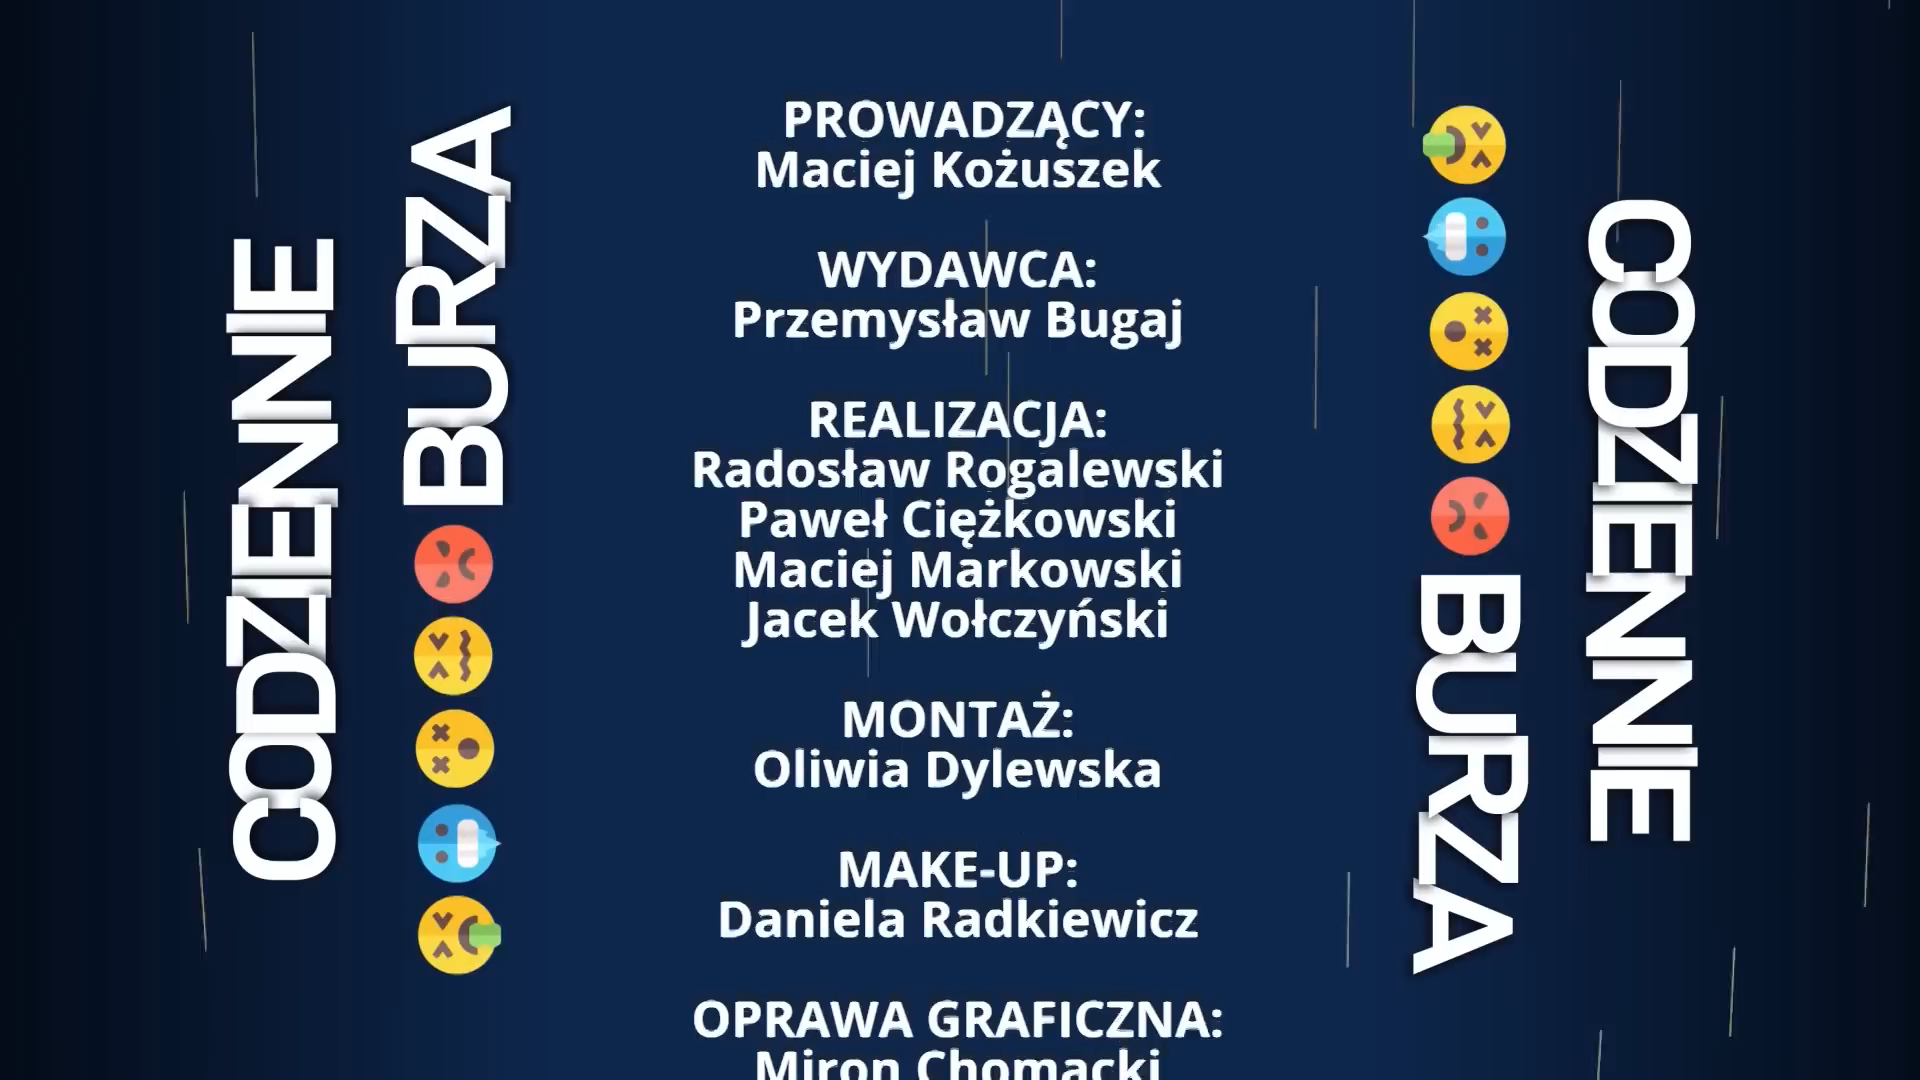 CODZIENNIE
BURZA
PROWADZĄCY:
Maciej Kożuszek
WYDAWCA:
Przemysław Bugaj
REALIZACJA:
Radosław Rogalewski
Paweł Ciężkowski
Maciej Markowski
Jacek Wołczyński
MONTAŻ:
Oliwia Dylewska
MAKE-UP:
Daniela Radkiewicz
OPRAWA GRAFICZNA:
Miron Chomacki
CODZIENNIE
BURZA